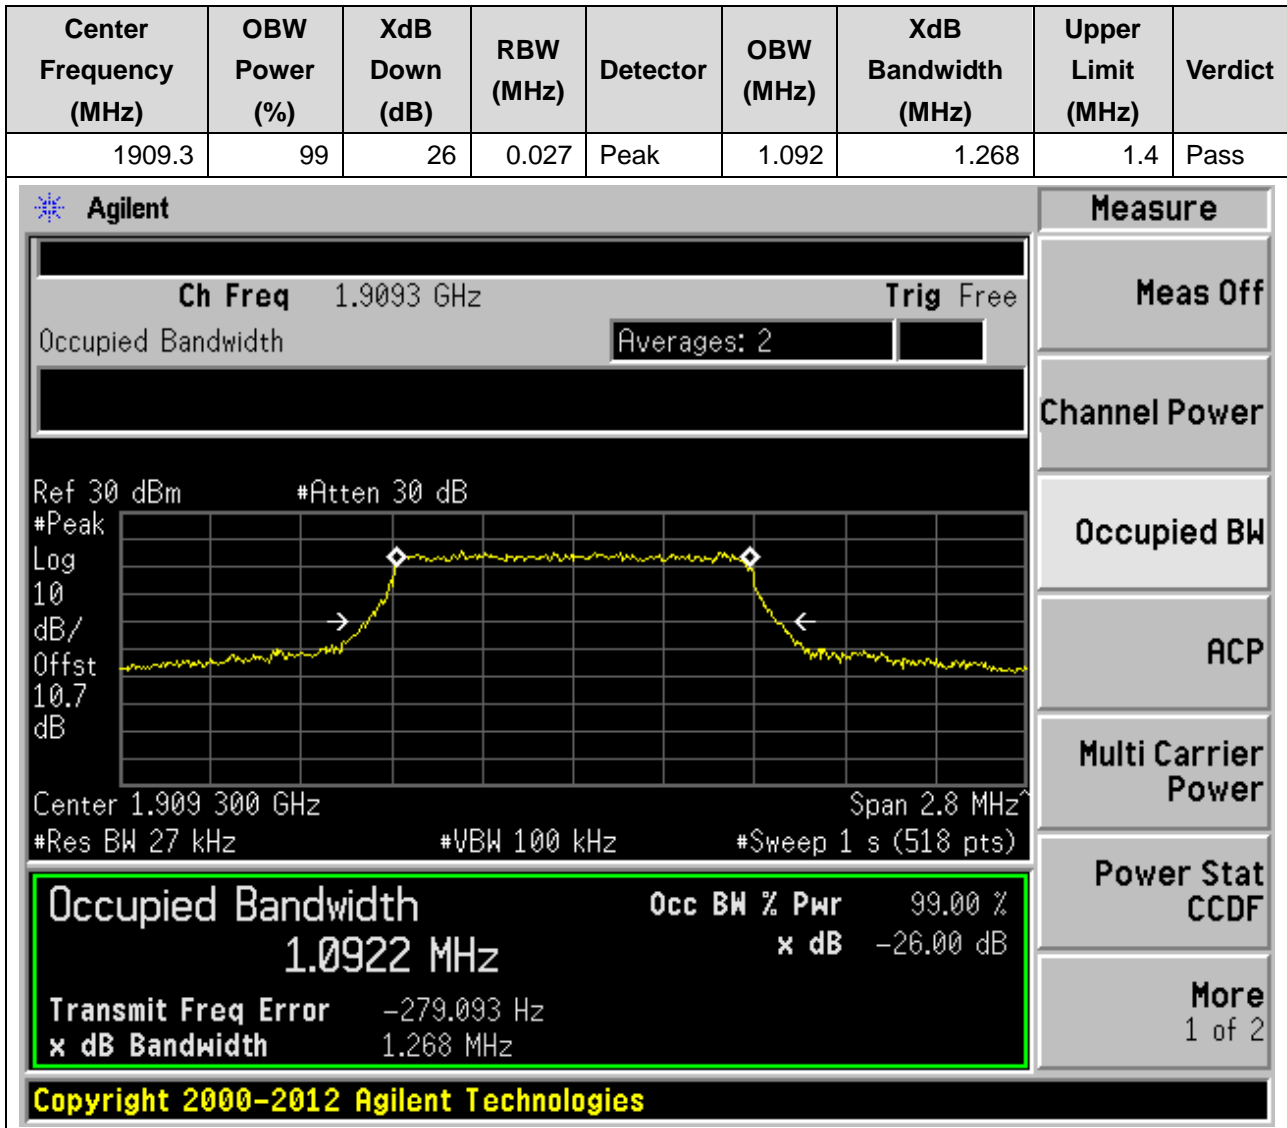 Center Frequency (MHz) OBW Power (%) XdB Down (dB) RBW (MHz) Detector OBW (MHz) XdB Bandwidth (MHz) Upper Limit (MHz) Verdict
1909.3 99 26 0.027 Peak 1.092 1.268 1.4 Pass
Agilent
Measure
Ch Freq 1.9093 GHz Trig Free
Meas Off
Occupied Bandwidth Averages: 2
Channel Power
Ref 30 dBm #Atten 30 dB
#Peak
Log
10
dB/
Offst
10.7
dB
Occupied BW
ACP
Multi Carrier
Power
Center 1.909 300 GHz Span 2.8 MHz^
#Res BW 27 kHz #VBW 100 kHz #Sweep 1 s (518 pts)
Power Stat
CCDF
Occupied Bandwidth Occ BW % Pwr 99.00 %
1.0922 MHz x dB -26.00 dB
More
1 of 2
Transmit Freq Error -279.093 Hz
x dB Bandwidth 1.268 MHz
Copyright 2000-2012 Agilent Technologies